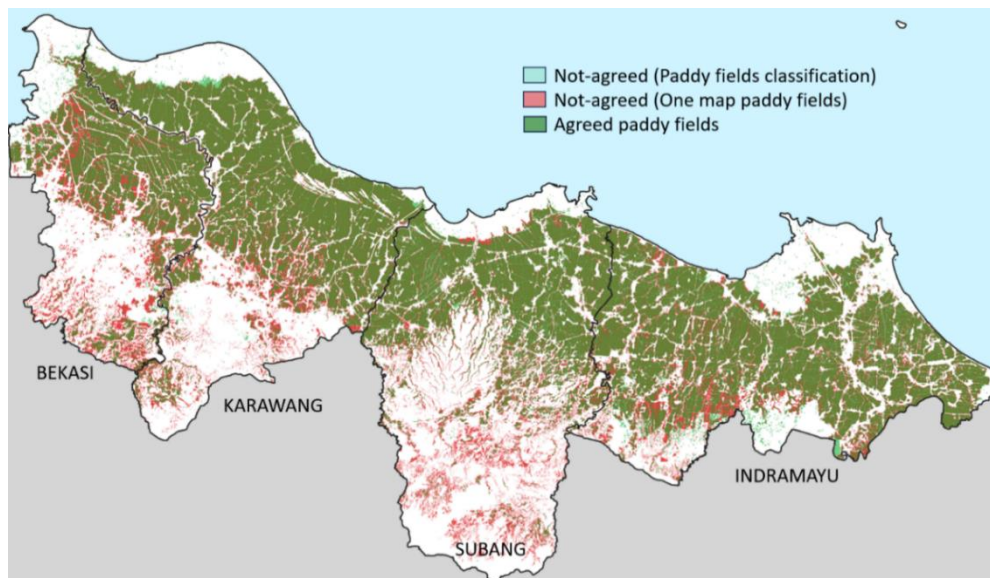 Not-agreed (Paddy fields classification)
Not-agreed (One map paddy fields)
Agreed paddy fields
BEKASI
KARAWANG
INDRAMAYU
SUBANG